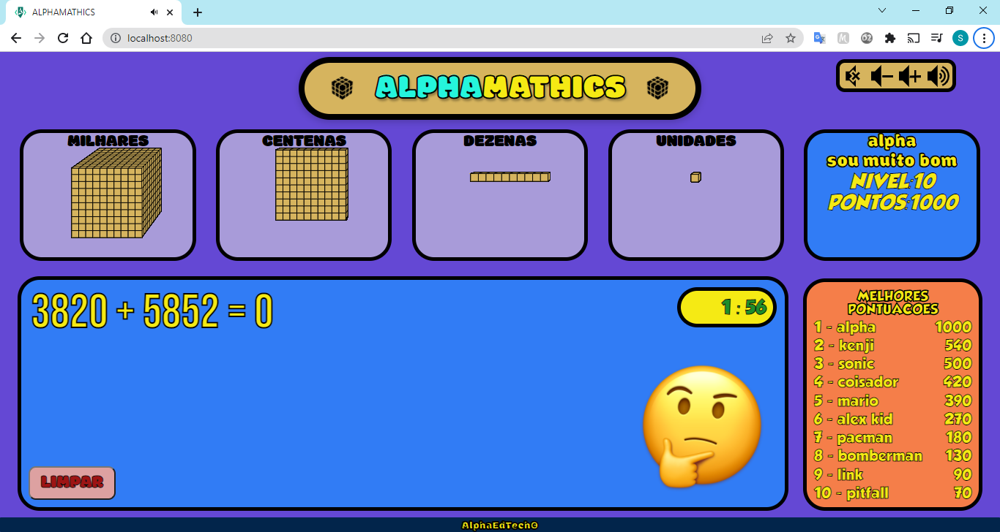 ALPHAMATHICS
localhost:8080
ALPHAMATHICS
MILHARES
CENTENAS
DEZENAS
UNIDADES
alpha
sou muito bom
NIVEL:10
PONTOS:1000
3820 + 5852 = 0
1:56
LIMPAR
MELHORES
PONTUACOES
1 - alpha 1000
2 - kenji 540
3 - sonic 500
4 - coisador 420
5 - mario 390
6 - alex kid 270
7 - pacman 180
8 - bomberman 130
9 - link 90
10 - pitfall 70
AlphaEdTech©